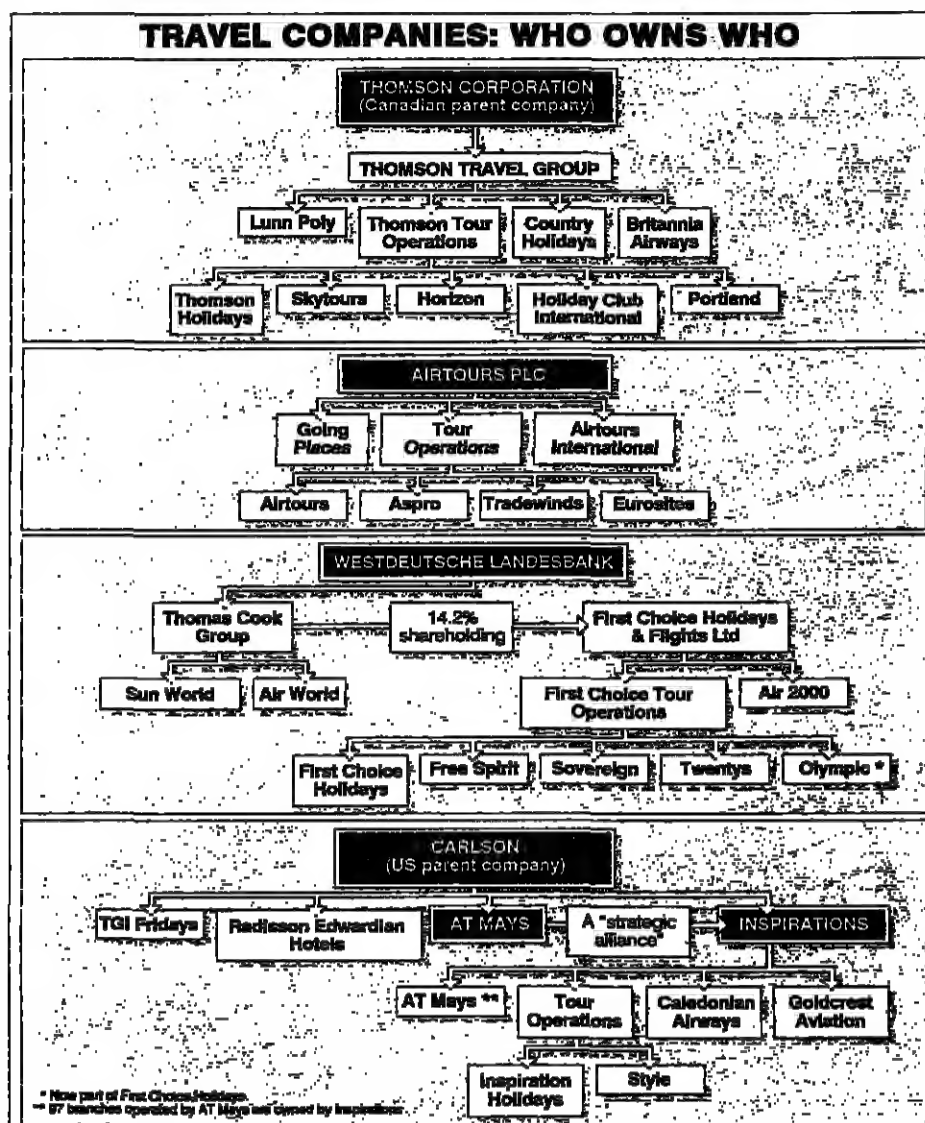 TRAVEL COMPANIES: WHO OWNS WHO
THOMSON CORPORATION
(Canadian parent company)
THOMSON TRAVEL GROUP
Lunn Poly
Thomson Tour
Operations
Country
Holidays
Britannia
Airways
Thomson
Holidays
Skytours
Horizon
Holiday Club
International
Portland
AIRTOURS PLC
Going
Places
Tour
Operations
Airtours
International
Airtours
Aspro
Tradewinds
Eurosites
WESTDEUTSCHE LANDESBANK
Thomas Cook
Group
14.2%
shareholding
First Choice Holidays
& Flights Ltd
Sun World
Air World
First Choice Tour
Operations
Air 2000
First Choice
Holidays
Free Spirit
Sovereign
Twentys
Olympic *
CARLSON
(US parent company)
TGI Fridays
Radisson Edwardian
Hotels
AT MAYS
A "strategic
alliance"
INSPIRATIONS
AT Mays **
Tour
Operations
Caledonian
Airways
Goldcrest
Aviation
Inspiration
Holidays
Style
* Now part of First Choice Holidays.
** 87 branches operated by AT Mays are owned by Inspirations